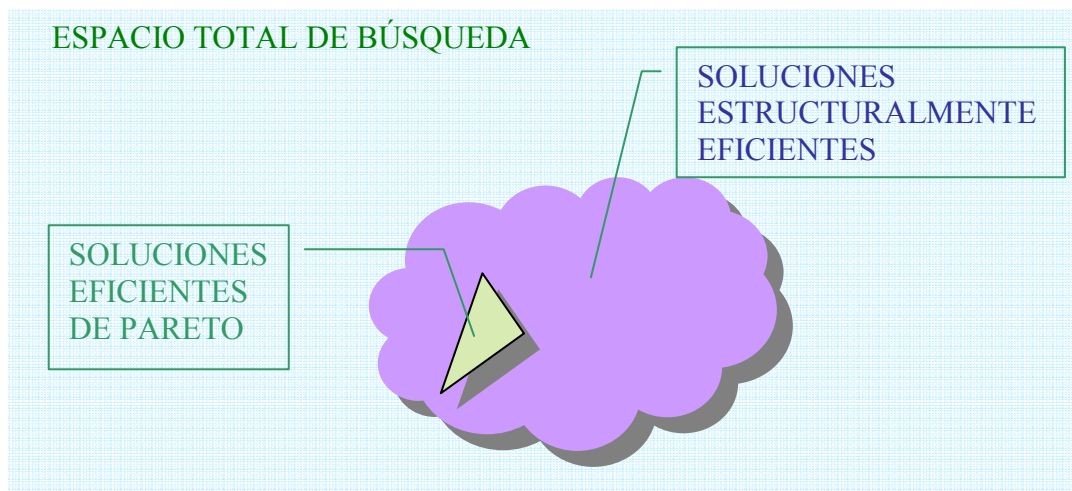 ESPACIO TOTAL DE BÚSQUEDA
SOLUCIONES
ESTRUCTURALMENTE
EFICIENTES
SOLUCIONES
EFICIENTES
DE PARETO